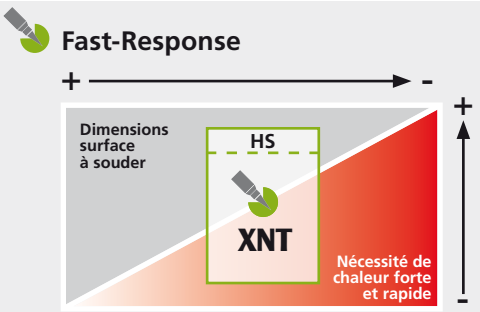 Fast-Response
+ -
+
Dimensions
surface
à souder
HS
XNT
Nécessité de
chaleur forte
et rapide
-